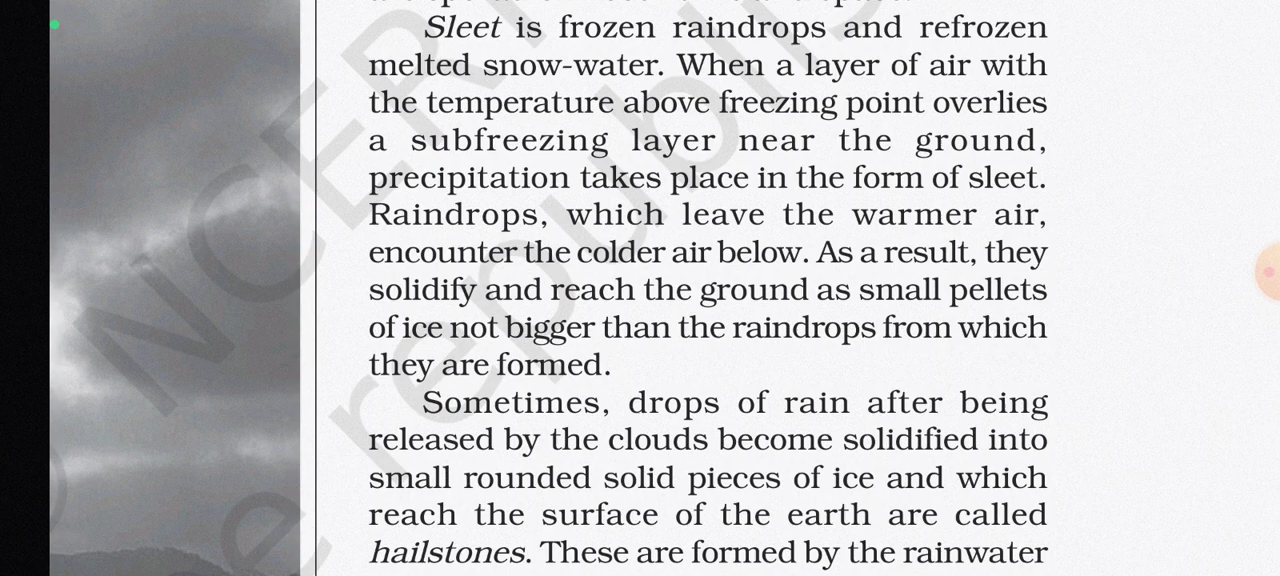 Sleet is frozen raindrops and refrozen
melted snow-water. When a layer of air with
the temperature above freezing point overlies
a subfreezing layer near the ground,
precipitation takes place in the form of sleet.
Raindrops, which leave the warmer air,
encounter the colder air below. As a result, they
solidify and reach the ground as small pellets
of ice not bigger than the raindrops from which
they are formed.
Sometimes, drops of rain after being
released by the clouds become solidified into
small rounded solid pieces of ice and which
reach the surface of the earth are called
hailstones. These are formed by the rainwater
NCERT
republis